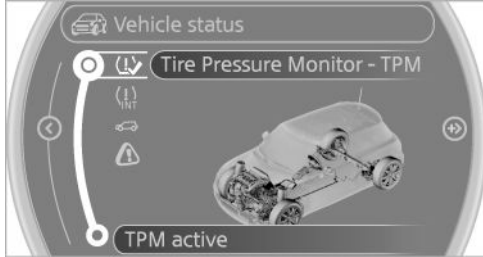 Vehicle status
Tire Pressure Monitor - TPM
INT
TPM active